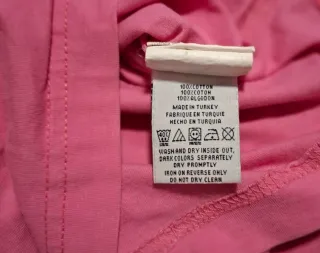 100%COTTON
100%COTON
100%ALGODON
MADE IN TURKEY
FABRIQUE EN TURQUIE
HECHO EN TURQUIA
WASH AND DRY INSIDE OUT,
DARK COLORS SEPARATELY
DRY PROMPTLY
IRON ON REVERSE ONLY
DO NOT DRY CLEAN